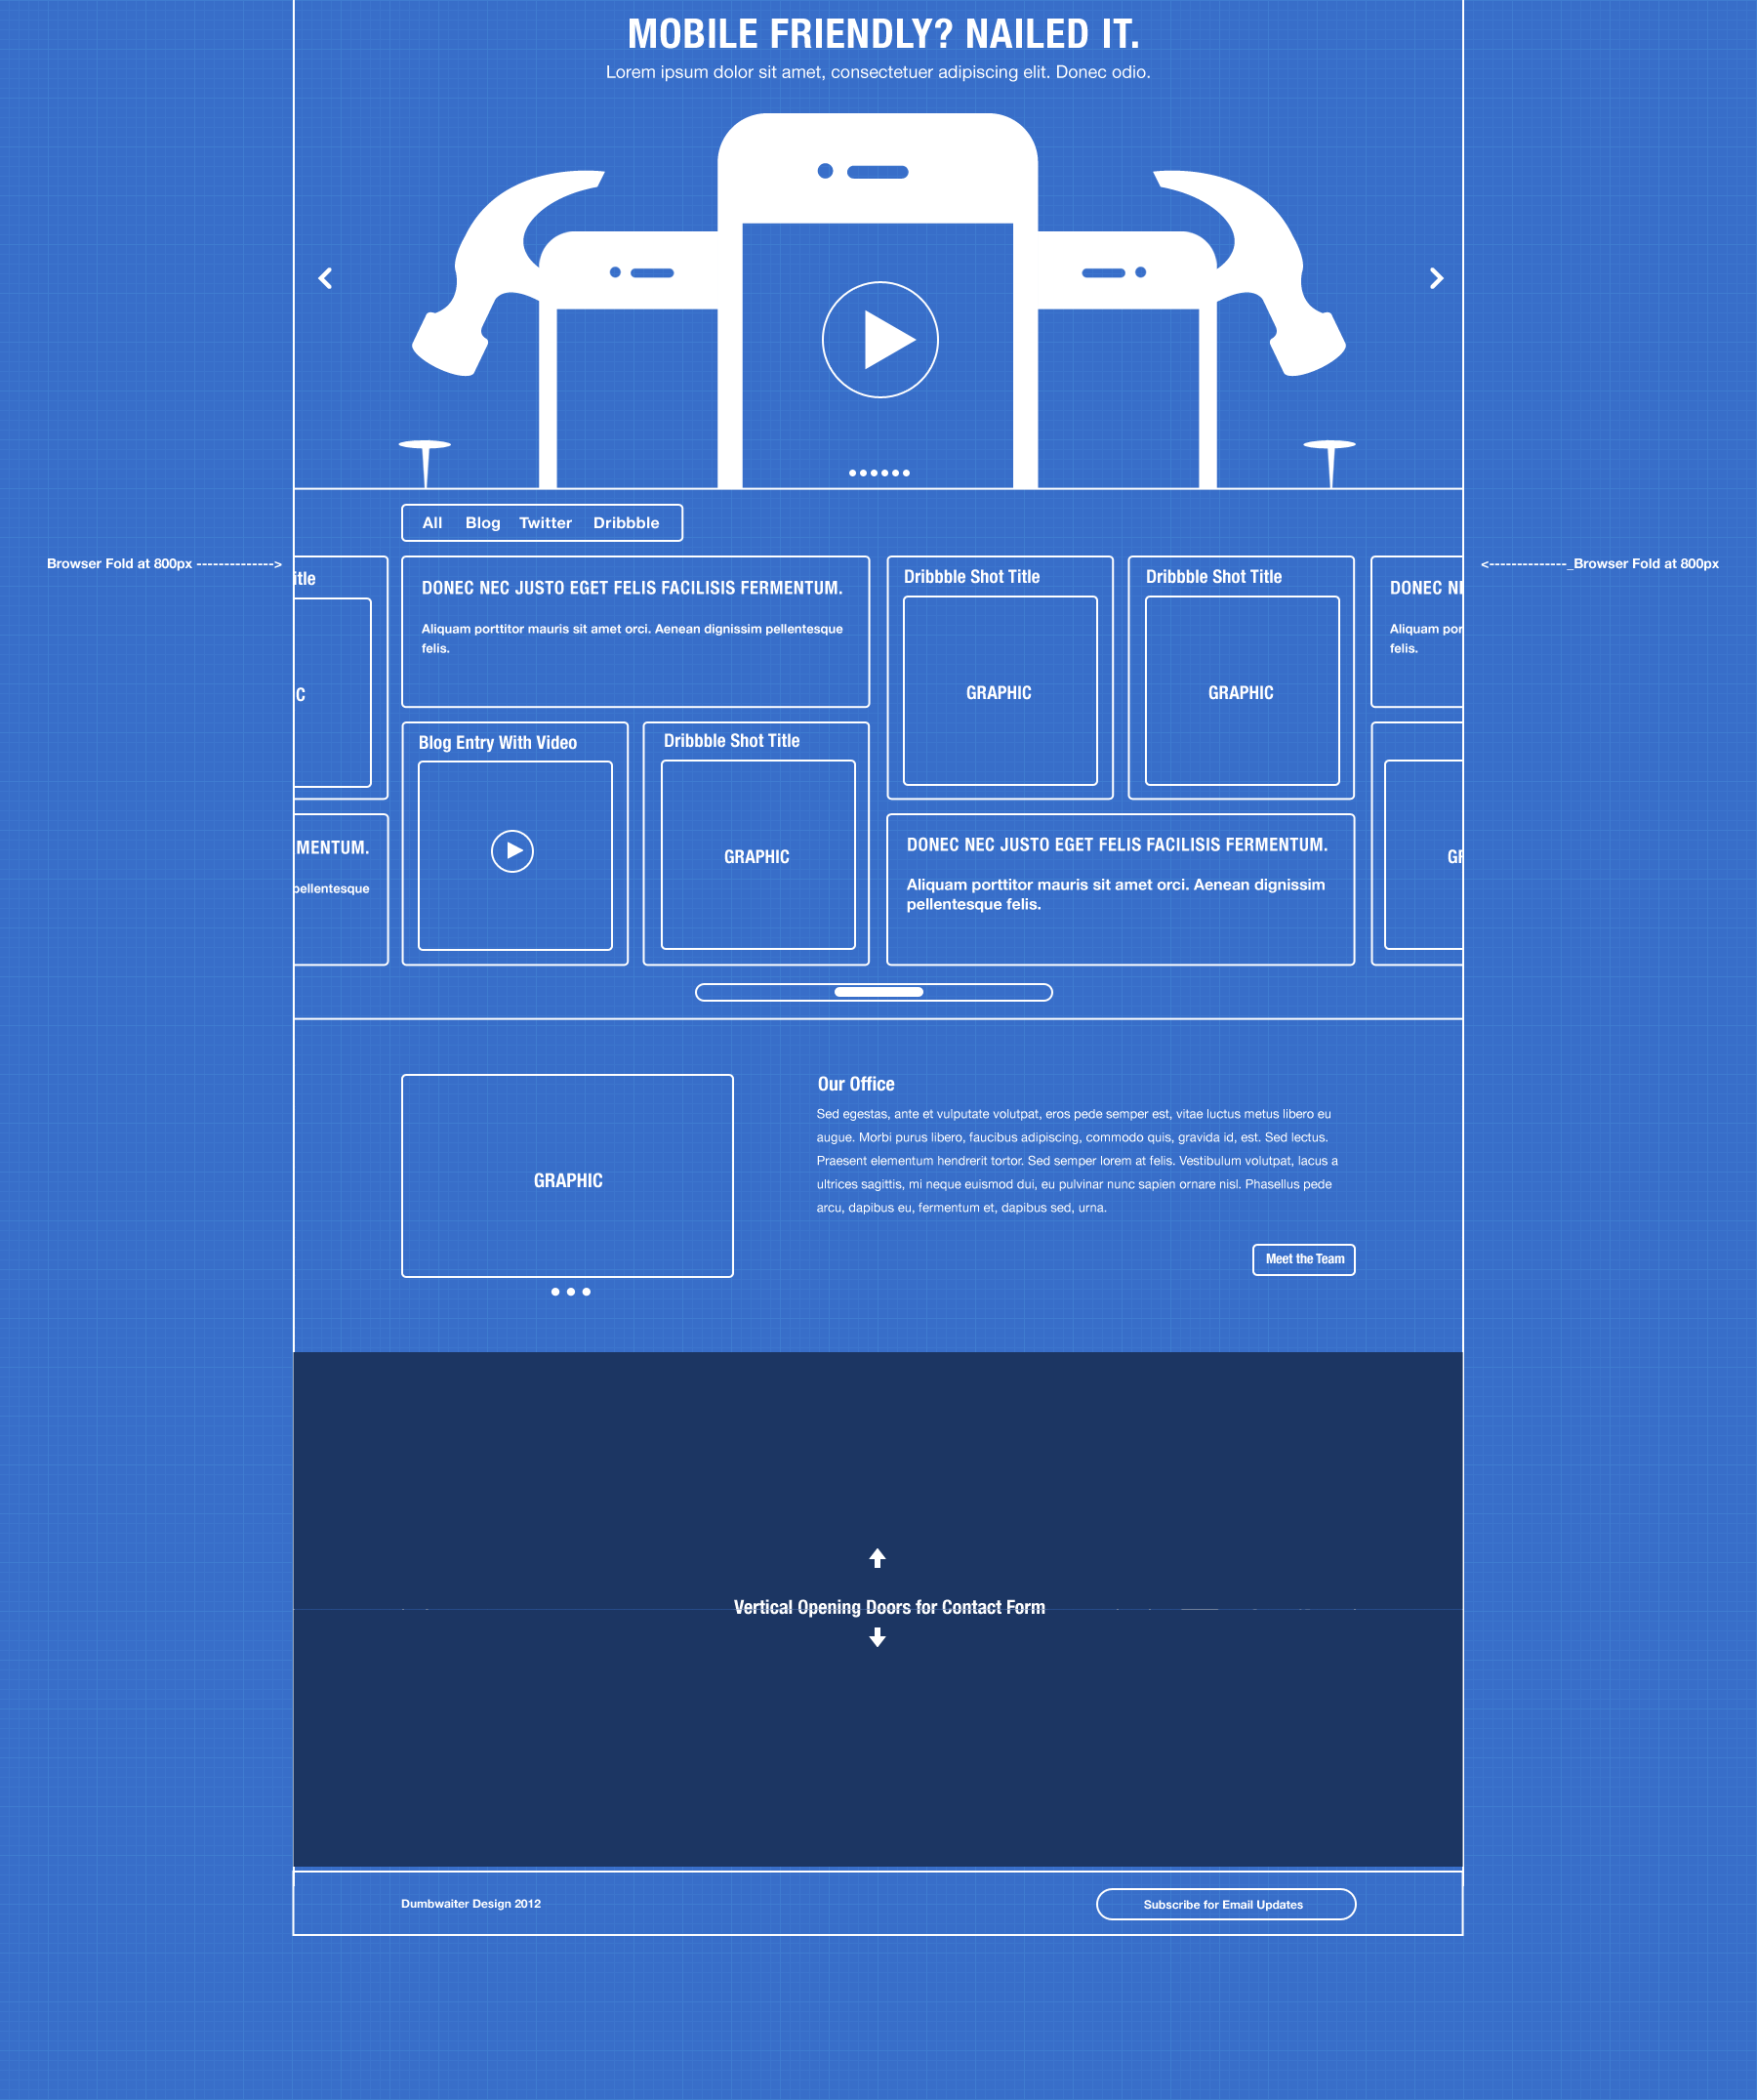 MOBILE FRIENDLY? NAILED IT.
Lorem ipsum dolor sit amet, consectetuer adipiscing elit. Donec odio.
All Blog Twitter Dribbble
Browser Fold at 800px -------------->
<--------------_Browser Fold at 800px
itle
C
DONEC NEC JUSTO EGET FELIS FACILISIS FERMENTUM.
Aliquam porttitor mauris sit amet orci. Aenean dignissim pellentesque
felis.
Dribbble Shot Title
GRAPHIC
Dribbble Shot Title
GRAPHIC
DONEC NE
Aliquam por
felis.
MENTUM.
pellentesque
Blog Entry With Video
Dribbble Shot Title
GRAPHIC
DONEC NEC JUSTO EGET FELIS FACILISIS FERMENTUM.
Aliquam porttitor mauris sit amet orci. Aenean dignissim
pellentesque felis.
GR
GRAPHIC
Our Office
Sed egestas, ante et vulputate volutpat, eros pede semper est, vitae luctus metus libero eu
augue. Morbi purus libero, faucibus adipiscing, commodo quis, gravida id, est. Sed lectus.
Praesent elementum hendrerit tortor. Sed semper lorem at felis. Vestibulum volutpat, lacus a
ultrices sagittis, mi neque euismod dui, eu pulvinar nunc sapien ornare nisl. Phasellus pede
arcu, dapibus eu, fermentum et, dapibus sed, urna.
Meet the Team
Vertical Opening Doors for Contact Form
Dumbwaiter Design 2012
Subscribe for Email Updates